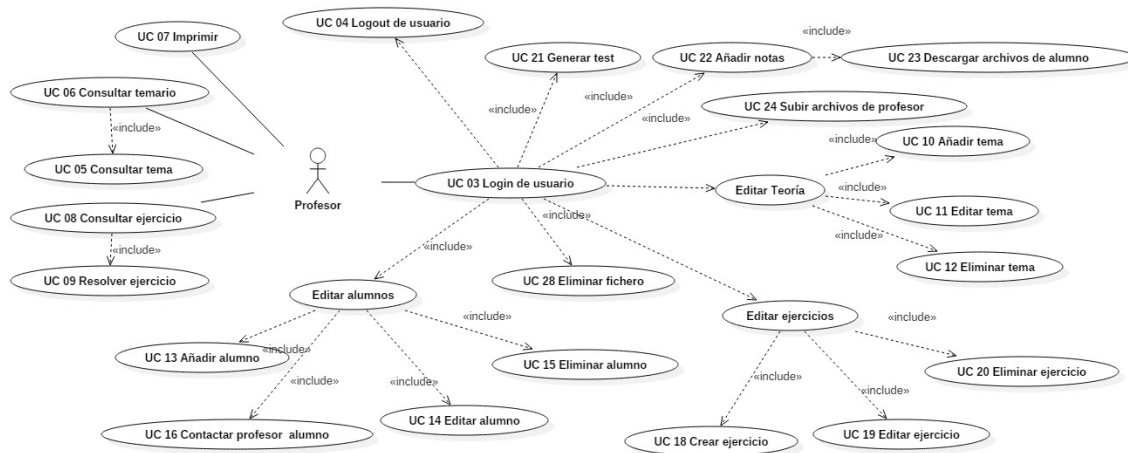 UC 04 Logout de usuario
UC 07 Imprimir
«include»
UC 21 Generar test
UC 22 Añadir notas
UC 23 Descargar archivos de alumno
UC 06 Consultar temario
«include»
«include»
«include»
UC 24 Subir archivos de profesor
«include»
«include»
«include»
UC 10 Añadir tema
UC 05 Consultar tema
UC 03 Login de usuario
Editar Teoría
«include»
Profesor
UC 08 Consultar ejercicio
«include»
«include»
«include»
UC 11 Editar tema
«include»
«include»
UC 09 Resolver ejercicio
UC 28 Eliminar fichero
UC 12 Eliminar tema
Editar alumnos
Editar ejercicios
«include»
UC 13 Añadir alumno
«include»
«include»
UC 15 Eliminar alumno
UC 20 Eliminar ejercicio
«include»
«include»
«include»
«include»
UC 14 Editar alumno
UC 16 Contactar profesor alumno
UC 18 Crear ejercicio
UC 19 Editar ejercicio